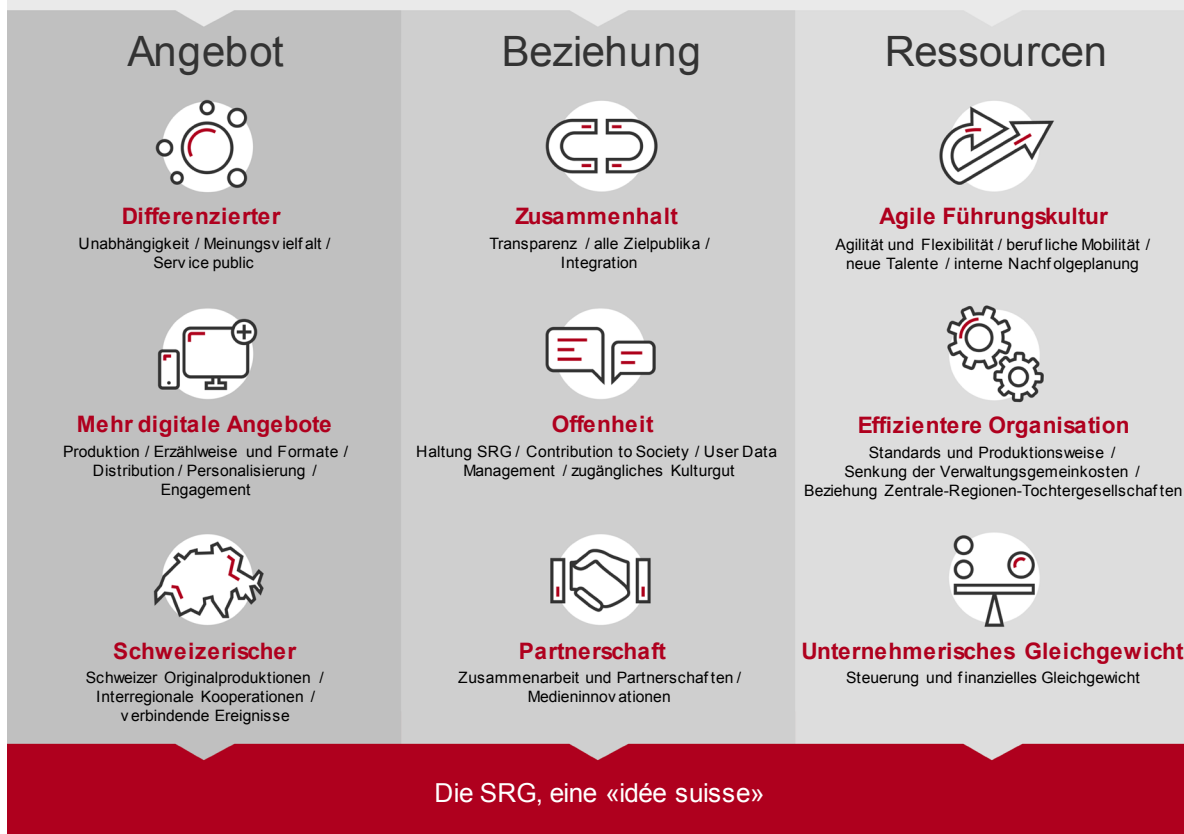 Angebot
Differenzierter
Unabhängigkeit / Meinungsvielfalt /
Service public
Mehr digitale Angebote
Produktion / Erzählweise und Formate /
Distribution / Personalisierung /
Engagement
Schweizerischer
Schweizer Originalproduktionen /
Interregionale Kooperationen /
verbindende Ereignisse
Beziehung
Zusammenhalt
Transparenz / alle Zielpublika /
Integration
Offenheit
Haltung SRG / Contribution to Society / User Data
Management / zugängliches Kulturgut
Partnerschaft
Zusammenarbeit und Partnerschaften /
Medieninnovationen
Ressourcen
Agile Führungskultur
Agilität und Flexibilität / berufliche Mobilität /
neue Talente / interne Nachfolgeplanung
Effizientere Organisation
Standards und Produktionsweise /
Senkung der Verwaltungsgemeinkosten /
Beziehung Zentrale-Regionen-Tochtergesellschaften
Unternehmerisches Gleichgewicht
Steuerung und finanzielles Gleichgewicht
Die SRG, eine «idée suisse»